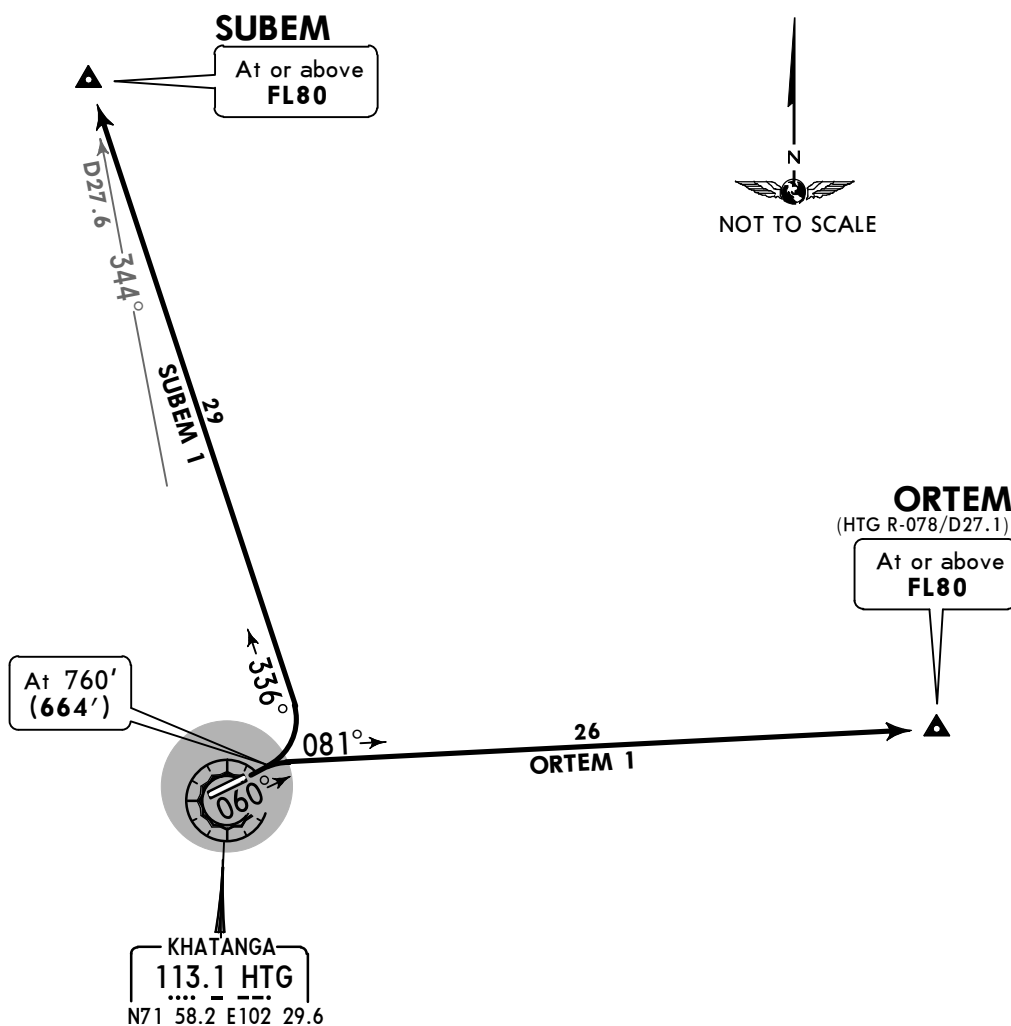 SUBEM
At or above
FL80
N
NOT TO SCALE
D27.6
344°
SUBEM 1
29
ORTEM
(HTG R-078/D27.1)
At or above
FL80
At 760'
(664')
336°
081°
26
ORTEM 1
060°
KHATANGA
113.1 HTG
N71 58.2 E102 29.6